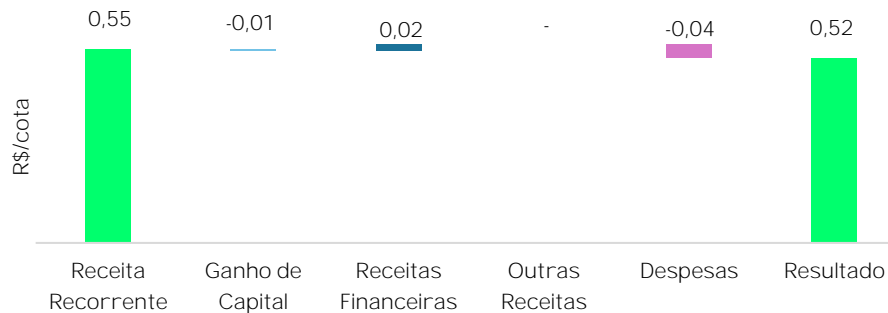 0,55
-0,01
0,02
-
-0,04
0,52
R$/cota
Receita
Recorrente
Ganho de
Capital
Receitas
Financeiras
Outras
Receitas
Despesas
Resultado